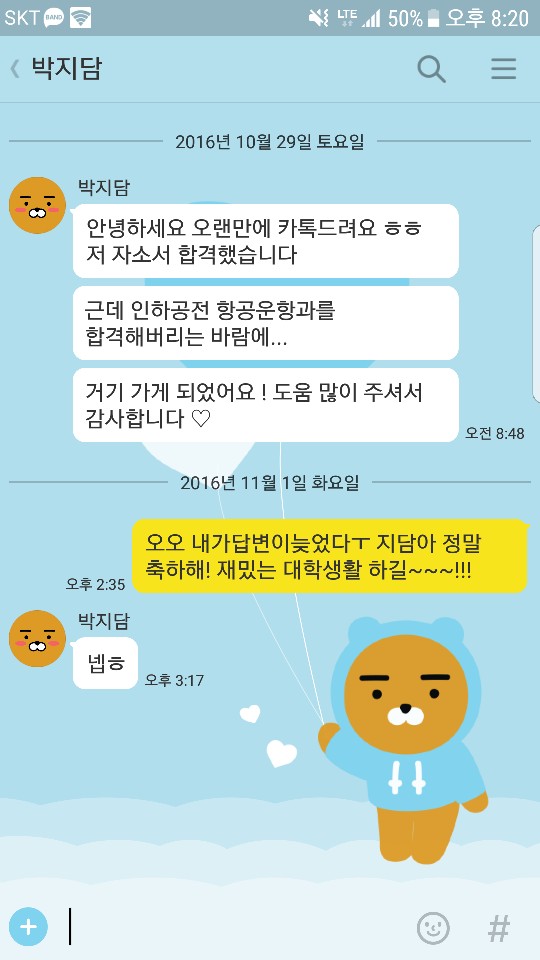 SKT BAND LTE 50% 오후 8:20
박지담
2016년 10월 29일 토요일
박지담
안녕하세요 오랜만에 카톡드려요 ㅎㅎ
저 자소서 합격했습니다
근데 인하공전 항공운항과를
합격해버리는 바람에...
거기 가게 되었어요 ! 도움 많이 주셔서
감사합니다 ♡
오전 8:48
2016년 11월 1일 화요일
오오 내가답변이늦었다ㅜ 지담아 정말
축하해! 재밌는 대학생활 하길~~~!!!
오후 2:35
박지담
넵ㅎ
오후 3:17
#